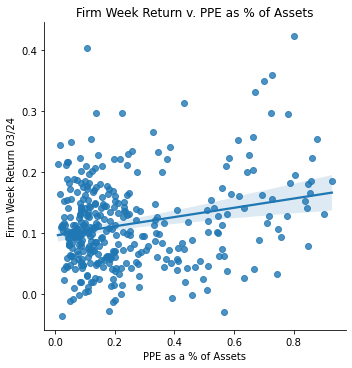 Firm Week Return v. PPE as % of Assets
Firm Week Return 03/24
0.4
0.3
0.2
0.1
0.0
0.0 0.2 0.4 0.6 0.8
PPE as a % of Assets